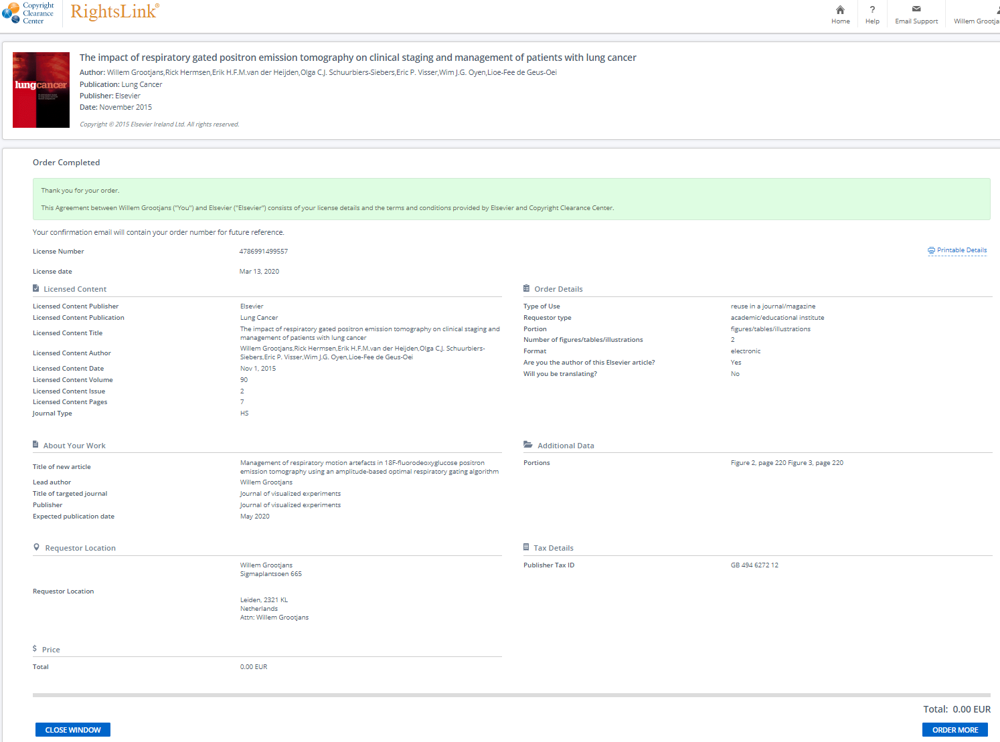 Copyright
Clearance
Center
RightsLink®
Home
Help
Email Support
Willem Grootja
lungcancer
The impact of respiratory gated positron emission tomography on clinical staging and management of patients with lung cancer
Author: Willem Grootjans,Rick Hermsen,Erik H.F.M.van der Heijden,Olga C.J. Schuurbiers-Siebers,Eric P. Visser,Wim J.G. Oyen,Lioe-Fee de Geus-Oei
Publication: Lung Cancer
Publisher: Elsevier
Date: November 2015
Copyright © 2015 Elsevier Ireland Ltd. All rights reserved.
Order Completed
Thank you for your order.
This Agreement between Willem Grootjans ("You") and Elsevier ("Elsevier") consists of your license details and the terms and conditions provided by Elsevier and Copyright Clearance Center.
Your confirmation email will contain your order number for future reference.
License Number 4786991499557
Printable Details
License date Mar 13, 2020
Licensed Content
Licensed Content Publisher Elsevier
Licensed Content Publication Lung Cancer
Licensed Content Title The impact of respiratory gated positron emission tomography on clinical staging and
management of patients with lung cancer
Licensed Content Author Willem Grootjans,Rick Hermsen,Erik H.F.M.van der Heijden,Olga C.J. Schuurbiers-
Siebers,Eric P. Visser,Wim J.G. Oyen,Lioe-Fee de Geus-Oei
Licensed Content Date Nov 1, 2015
Licensed Content Volume 90
Licensed Content Issue 2
Licensed Content Pages 7
Journal Type HS
Order Details
Type of Use reuse in a journal/magazine
Requestor type academic/educational institute
Portion figures/tables/illustrations
Number of figures/tables/illustrations 2
Format electronic
Are you the author of this Elsevier article? Yes
Will you be translating? No
About Your Work
Title of new article Management of respiratory motion artefacts in 18F-fluorodeoxyglucose positron
emission tomography using an amplitude-based optimal respiratory gating algorithm
Lead author Willem Grootjans
Title of targeted journal Journal of visualized experiments
Publisher Journal of visualized experiments
Expected publication date May 2020
Additional Data
Portions Figure 2, page 220 Figure 3, page 220
Requestor Location
Willem Grootjans
Sigmaplantsoen 665
Requestor Location
Leiden, 2321 KL
Netherlands
Attn: Willem Grootjans
Tax Details
Publisher Tax ID GB 494 6272 12
$ Price
Total 0.00 EUR
Total: 0.00 EUR
CLOSE WINDOW
ORDER MORE